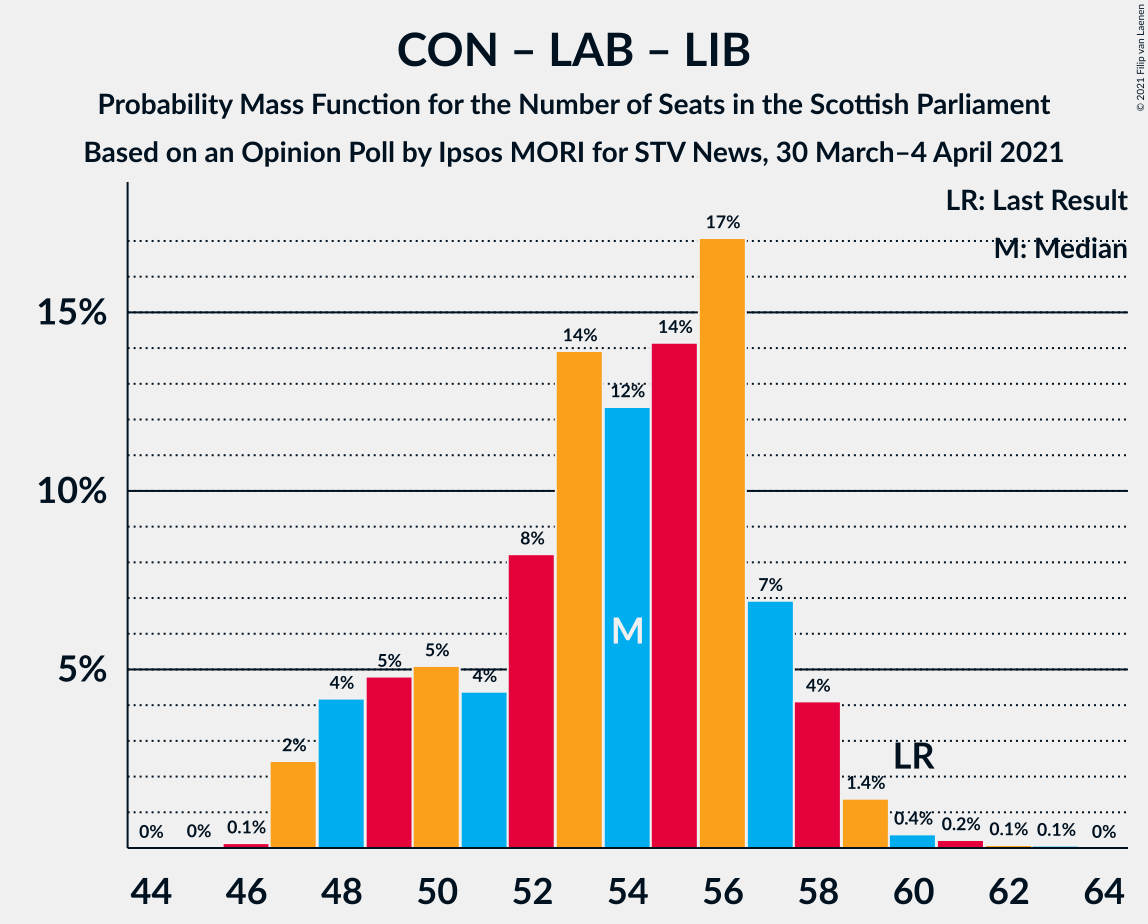 CON – LAB – LIB
Probability Mass Function for the Number of Seats in the Scottish Parliament
Based on an Opinion Poll by Ipsos MORI for STV News, 30 March–4 April 2021
© 2021 Filip van Laenen
LR: Last Result
M: Median
15%
10%
5%
0%
0%
0.1%
2%
4%
5%
5%
4%
8%
14%
12%
14%
17%
7%
4%
1.4%
0.4%
0.2%
0.1%
0.1%
0%
M
LR
44 46 48 50 52 54 56 58 60 62 64